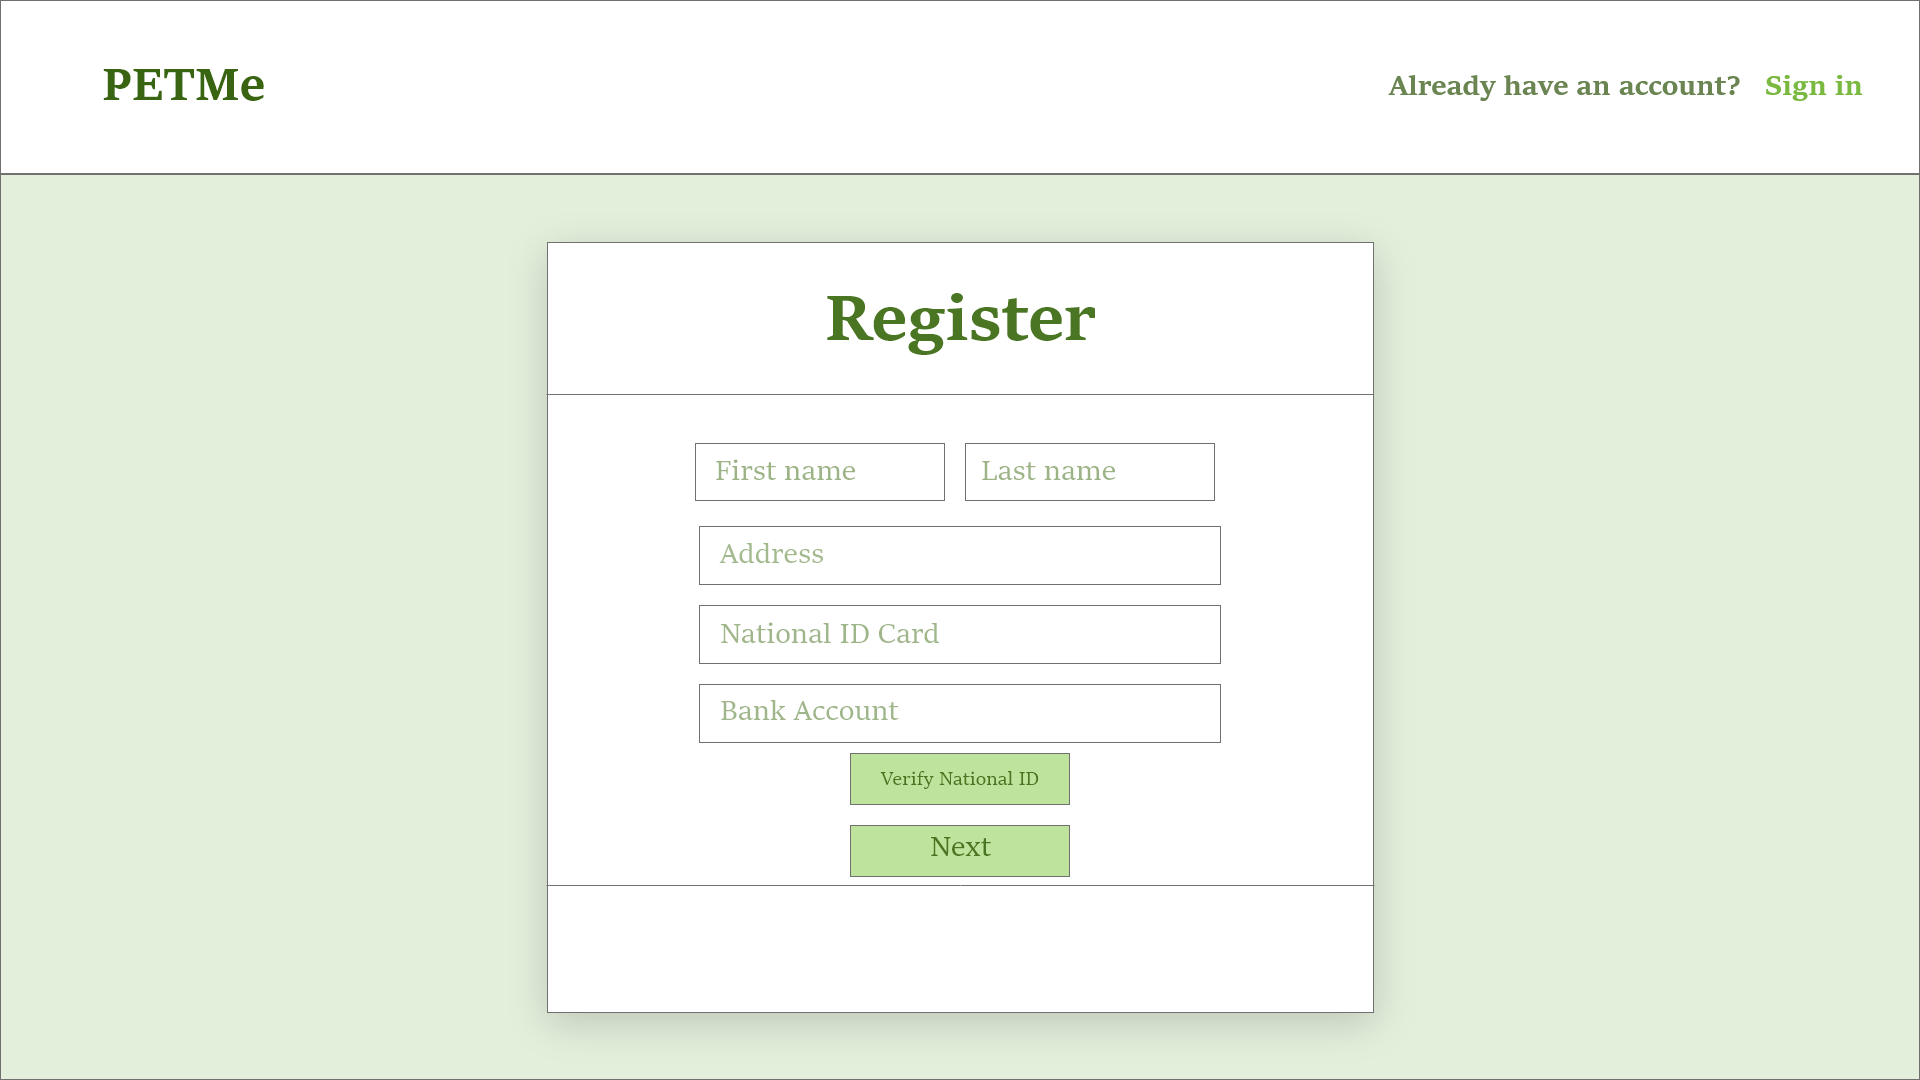 PETMe
Already have an account? Sign in
Register
First name
Last name
Address
National ID Card
Bank Account
Verify National ID
Next